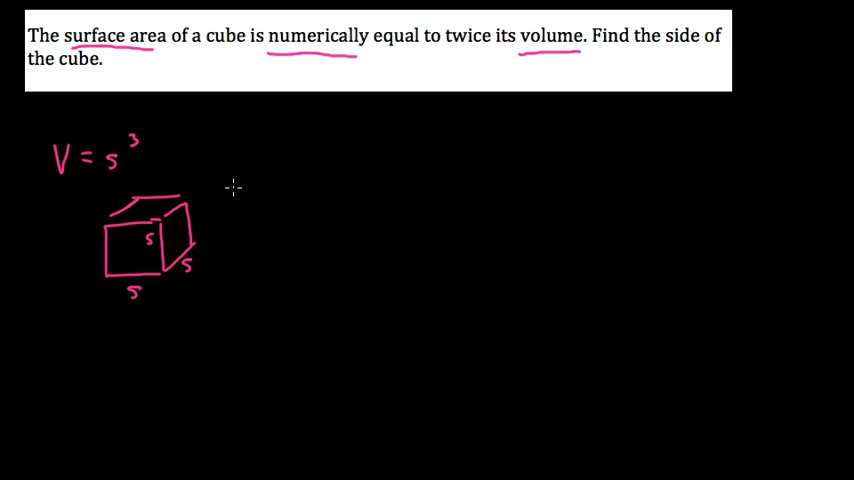 The surface area of a cube is numerically equal to twice its volume. Find the side of
the cube.
V = s³
s
s
s